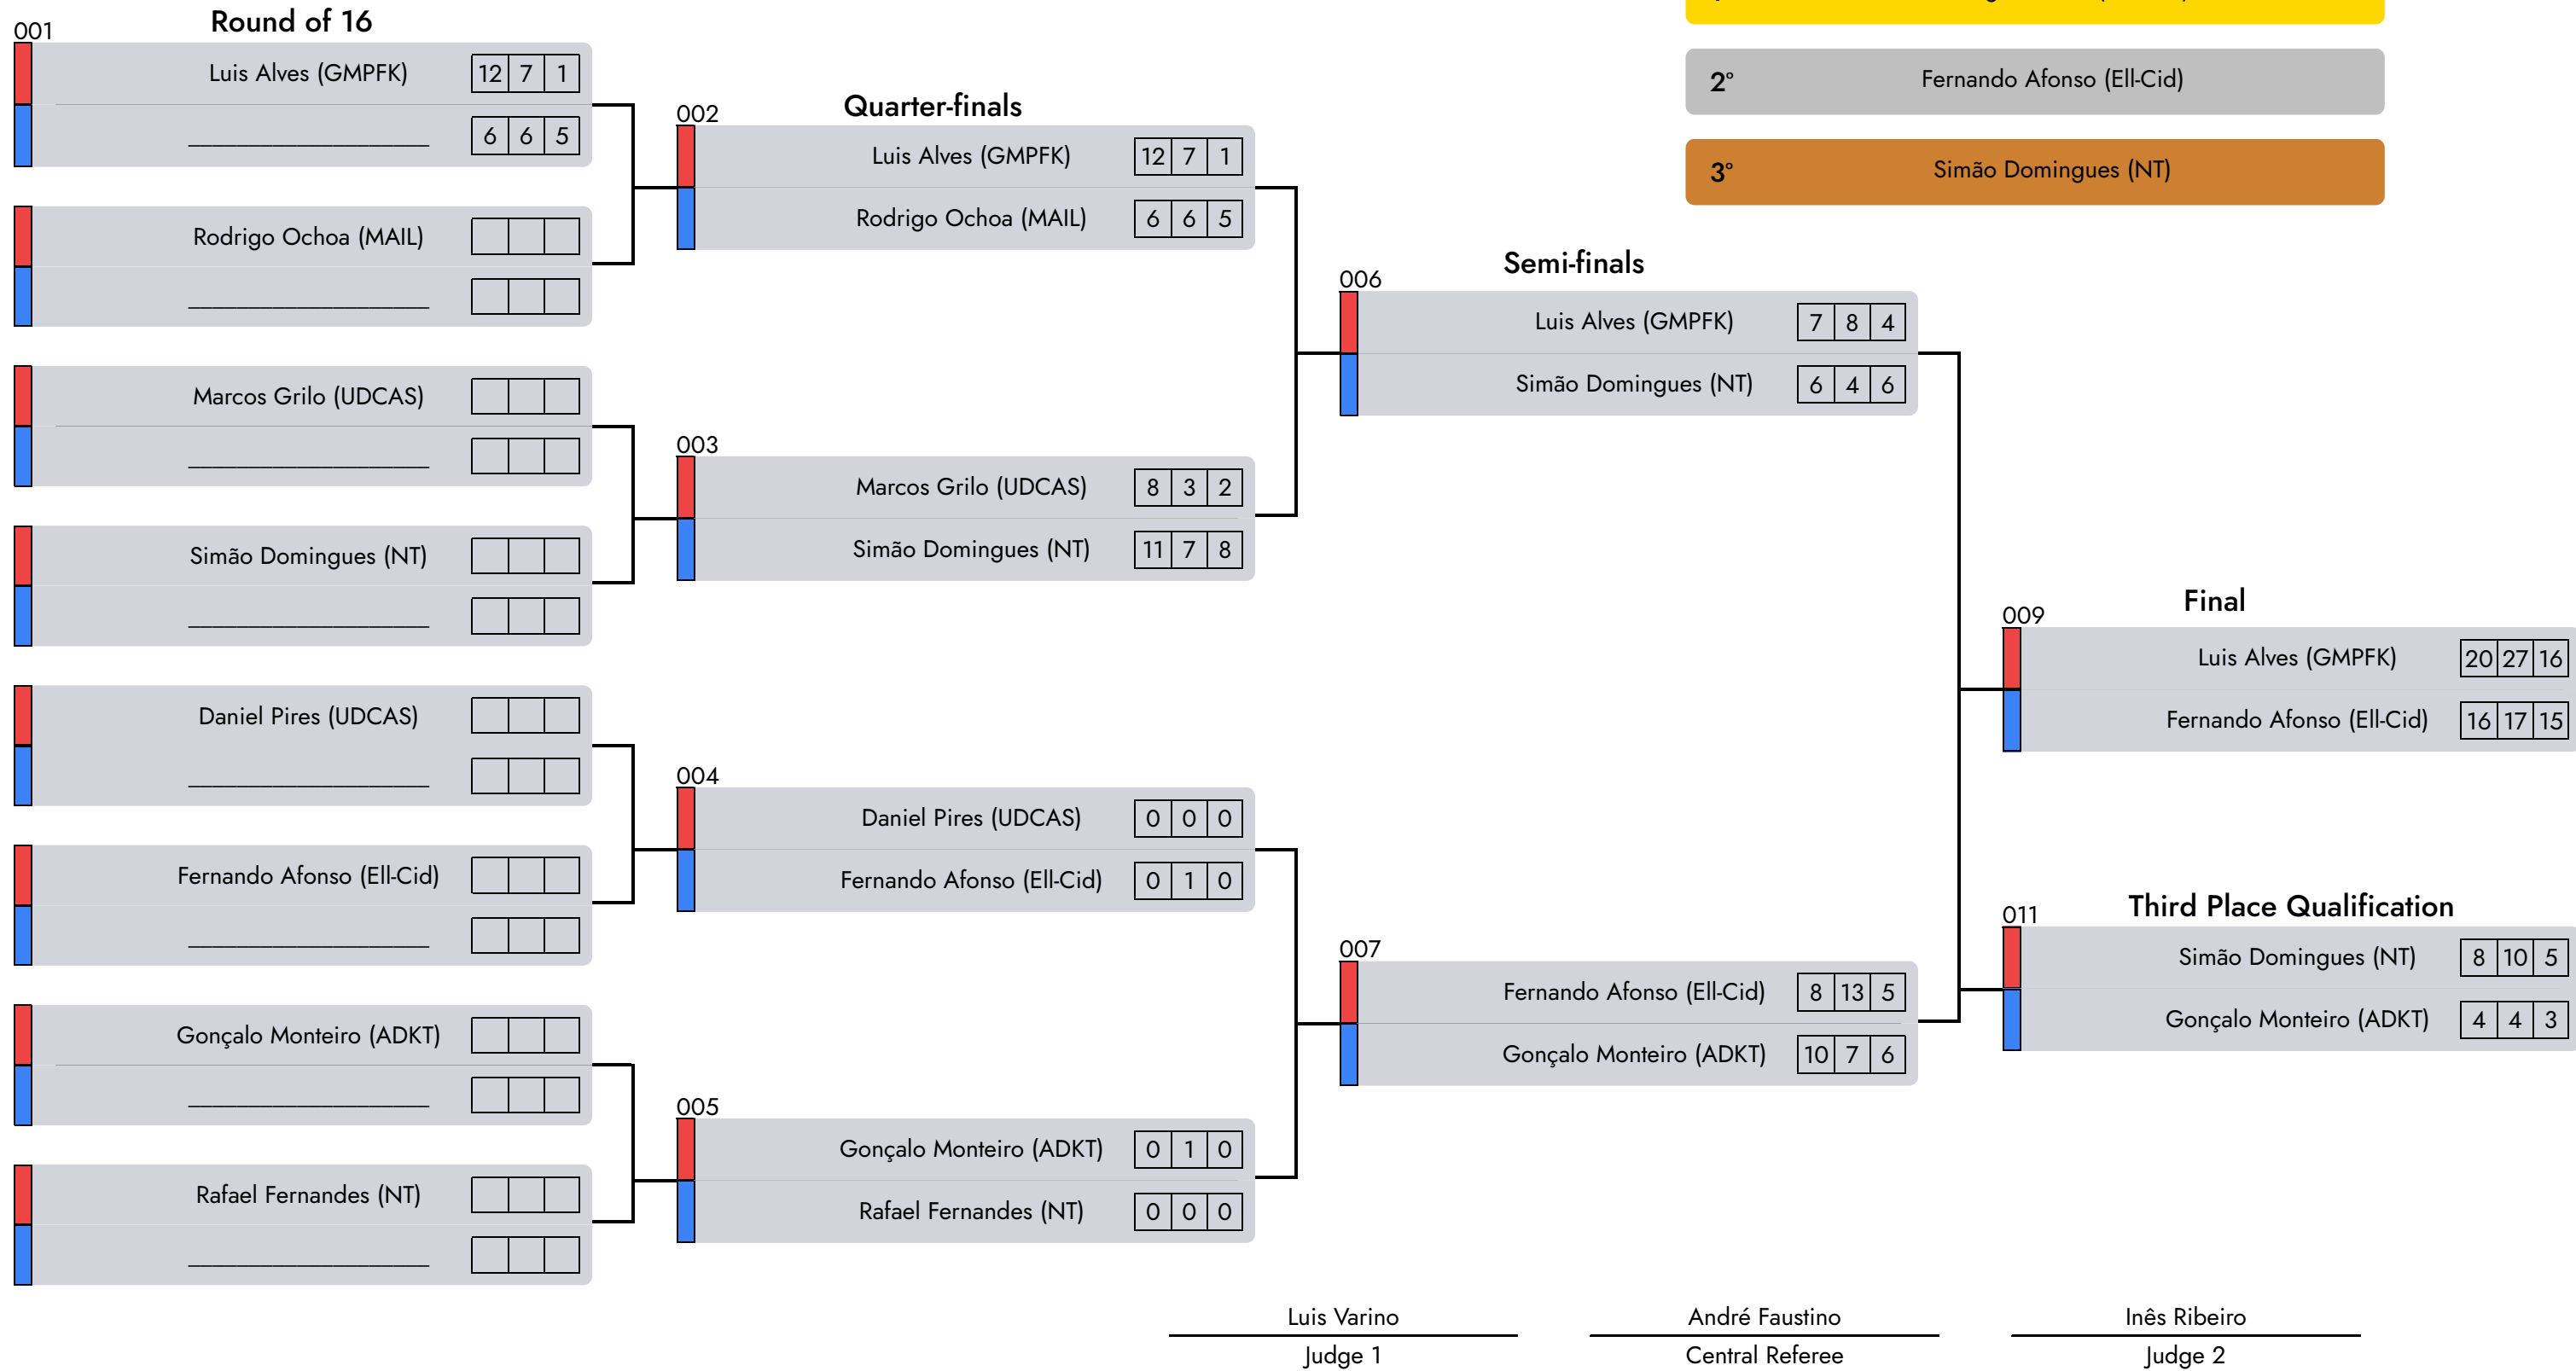 Round of 16
001
Luis Alves (GMPFK) 12 7 1
____________________ 6 6 5
Rodrigo Ochoa (MAIL)
____________________
Marcos Grilo (UDCAS)
____________________
Simão Domingues (NT)
____________________
Daniel Pires (UDCAS)
____________________
Fernando Afonso (Ell-Cid)
____________________
Gonçalo Monteiro (ADKT)
____________________
Rafael Fernandes (NT)
____________________
Quarter-finals
002
Luis Alves (GMPFK) 12 7 1
Rodrigo Ochoa (MAIL) 6 6 5
003
Marcos Grilo (UDCAS) 8 3 2
Simão Domingues (NT) 11 7 8
004
Daniel Pires (UDCAS) 0 0 0
Fernando Afonso (Ell-Cid) 0 1 0
005
Gonçalo Monteiro (ADKT) 0 1 0
Rafael Fernandes (NT) 0 0 0
2° Fernando Afonso (Ell-Cid)
3° Simão Domingues (NT)
Semi-finals
006
Luis Alves (GMPFK) 7 8 4
Simão Domingues (NT) 6 4 6
007
Fernando Afonso (Ell-Cid) 8 13 5
Gonçalo Monteiro (ADKT) 10 7 6
Final
009
Luis Alves (GMPFK) 20 27 16
Fernando Afonso (Ell-Cid) 16 17 15
Third Place Qualification
011
Simão Domingues (NT) 8 10 5
Gonçalo Monteiro (ADKT) 4 4 3
Luis Varino
Judge 1
André Faustino
Central Referee
Inês Ribeiro
Judge 2